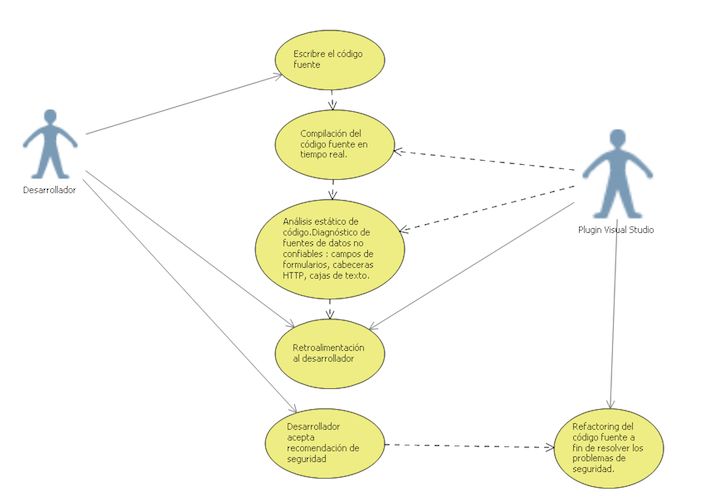 Escribre el código
fuente
Compilación del
código fuente en
tiempo real.
Desarrollador
Plugin Visual Studio
Análisis estático de
código.Diagnóstico de
fuentes de datos no
confiables : campos de
formularios, cabeceras
HTTP, cajas de texto.
Retroalimentación
al desarrollador
Desarrollador
acepta
recomendación de
seguridad
Refactoring del
código fuente a
fin de resolver los
problemas de
seguridad.